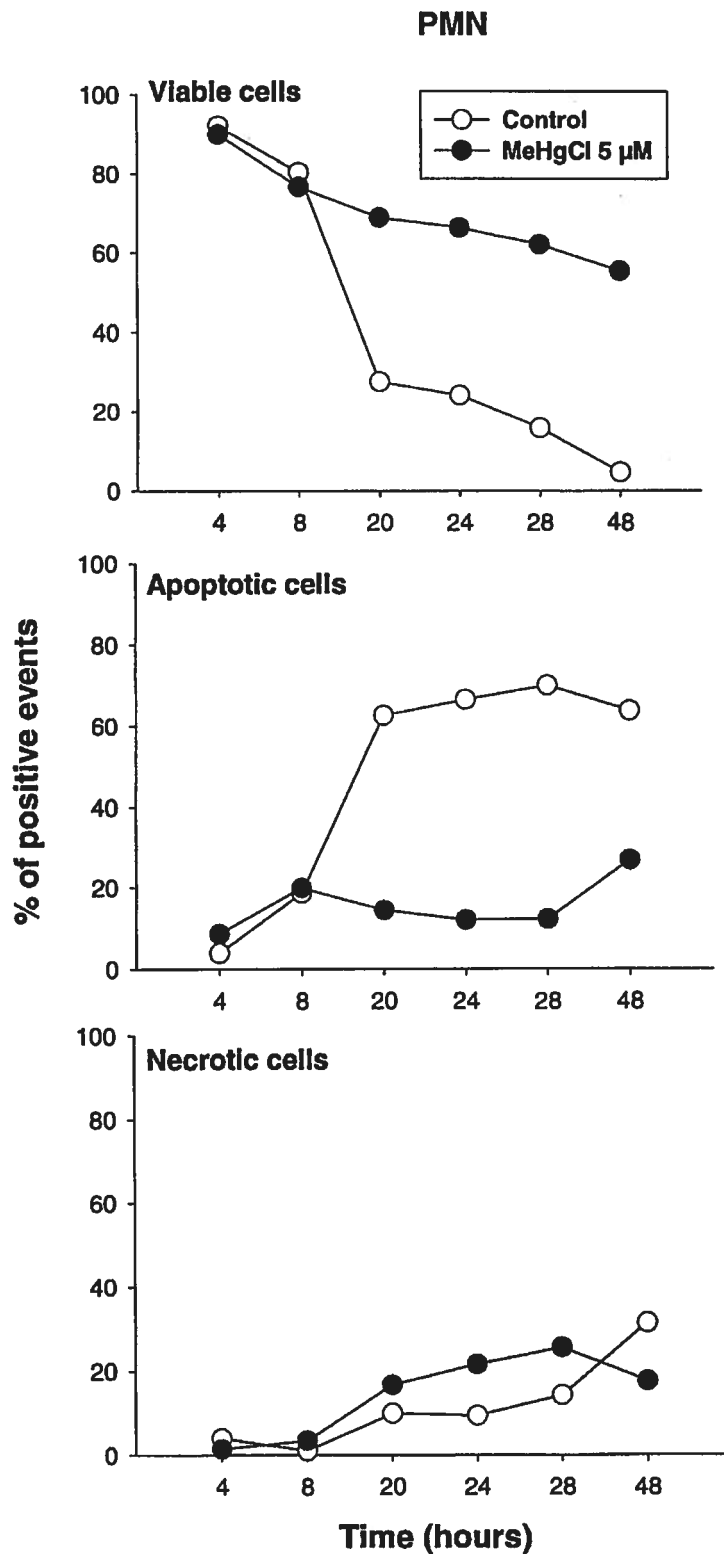 PMN
Viable cells
Control
MeHgCl 5 µM
100
80
60
40
20
0
4 8 20 24 28 48
Apoptotic cells
100
80
60
40
20
0
4 8 20 24 28 48
% of positive events
Necrotic cells
100
80
60
40
20
0
4 8 20 24 28 48
Time (hours)